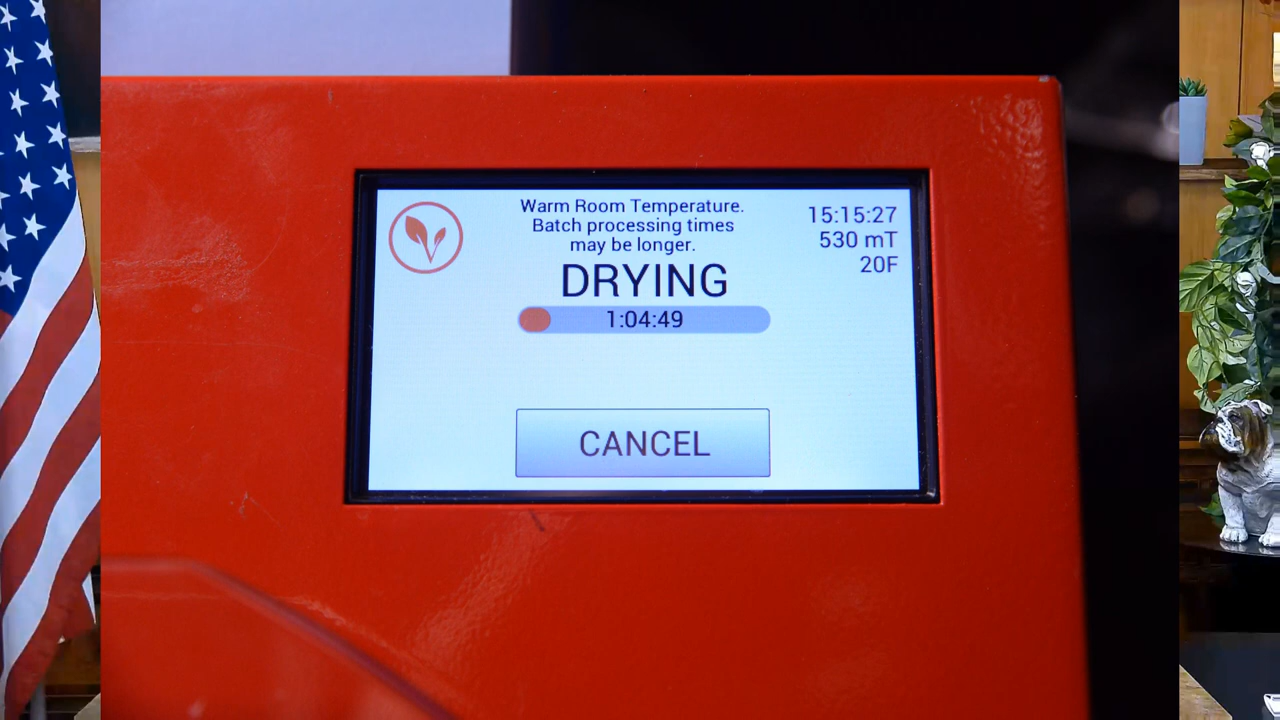 Warm Room Temperature.
Batch processing times
may be longer.
DRYING
1:04:49
15:15:27
530 mT
20F
CANCEL